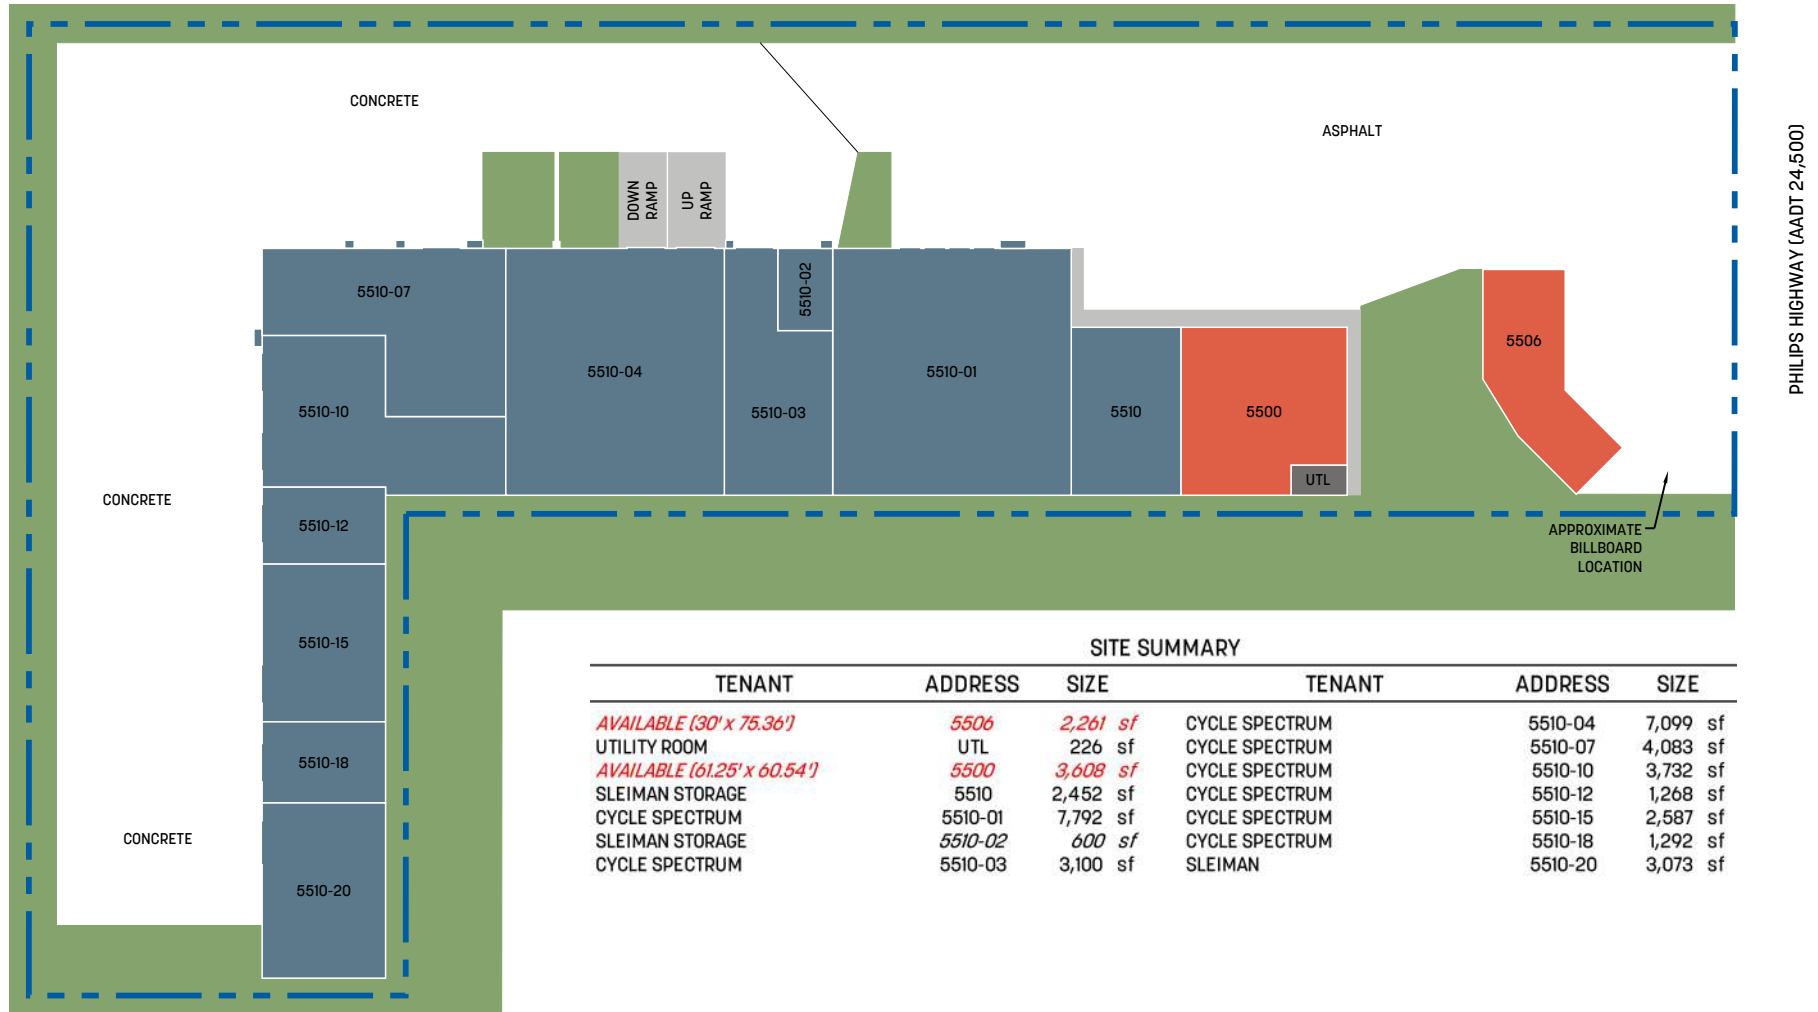 CONCRETE
ASPHALT
PHILIPS HIGHWAY (AADT 24,500)
DOWN
RAMP
UP
RAMP
5510-07
5510-02
5510-04
5510-01
5506
5510-10
5510-03
5510
5500
UTL
CONCRETE
5510-12
APPROXIMATE
BILLBOARD
LOCATION
5510-15
5510-18
CONCRETE
5510-20
SITE SUMMARY
TENANT ADDRESS SIZE TENANT ADDRESS SIZE
AVAILABLE (30' x 75.36') 5506 2,261 sf CYCLE SPECTRUM 5510-04 7,099 sf
UTILITY ROOM UTL 226 sf CYCLE SPECTRUM 5510-07 4,083 sf
AVAILABLE (61.25' x 60.54') 5500 3,608 sf CYCLE SPECTRUM 5510-10 3,732 sf
SLEIMAN STORAGE 5510 2,452 sf CYCLE SPECTRUM 5510-12 1,268 sf
CYCLE SPECTRUM 5510-01 7,792 sf CYCLE SPECTRUM 5510-15 2,587 sf
SLEIMAN STORAGE 5510-02 600 sf CYCLE SPECTRUM 5510-18 1,292 sf
CYCLE SPECTRUM 5510-03 3,100 sf SLEIMAN 5510-20 3,073 sf